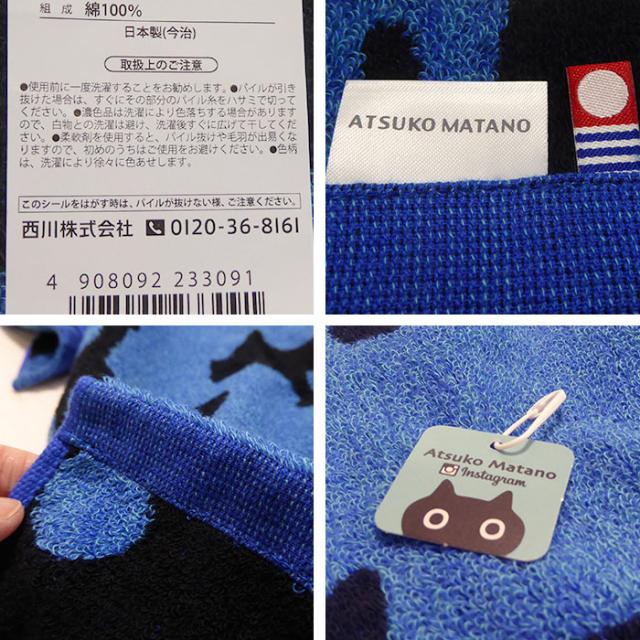 組成 綿100%
日本製(今治)
取扱上のご注意
●使用前に一度洗濯することをお勧めします。●パイルが引き
抜けた場合は、すぐにその部分のパイル糸をハサミで切って
ください。●濃色品は洗濯により色落ちする場合があります
ので、白物との洗濯は避け、洗濯後すぐに広げて干してくださ
い。●柔軟剤を使用すると、パイル抜けや毛羽が出易くな
りますので、初めのうちはご使用をお避けください。●色柄
は、洗濯により徐々に色あせします。
このシールをはがす時は、パイルが抜けない様、ご注意ください。
西川株式会社 0120-36-8161
4 908092 233091
ATSUKO MATANO
Atsuko Matano
Instagram